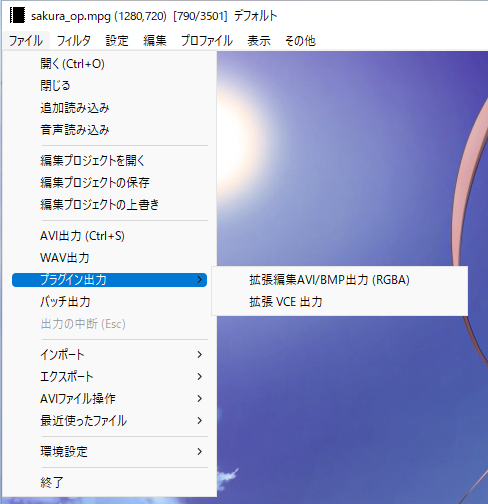 sakura_op.mpg (1280,720) [790/3501] デフォルト
ファイル フィルタ 設定 編集 プロファイル 表示 その他
開く (Ctrl+O)
閉じる
追加読み込み
音声読み込み
編集プロジェクトを開く
編集プロジェクトの保存
編集プロジェクトの上書き
AVI出力 (Ctrl+S)
WAV出力
プラグイン出力
拡張編集AVI/BMP出力 (RGBA)
バッチ出力
拡張 VCE 出力
出力の中断 (Esc)
インポート
エクスポート
AVIファイル操作
最近使ったファイル
環境設定
終了